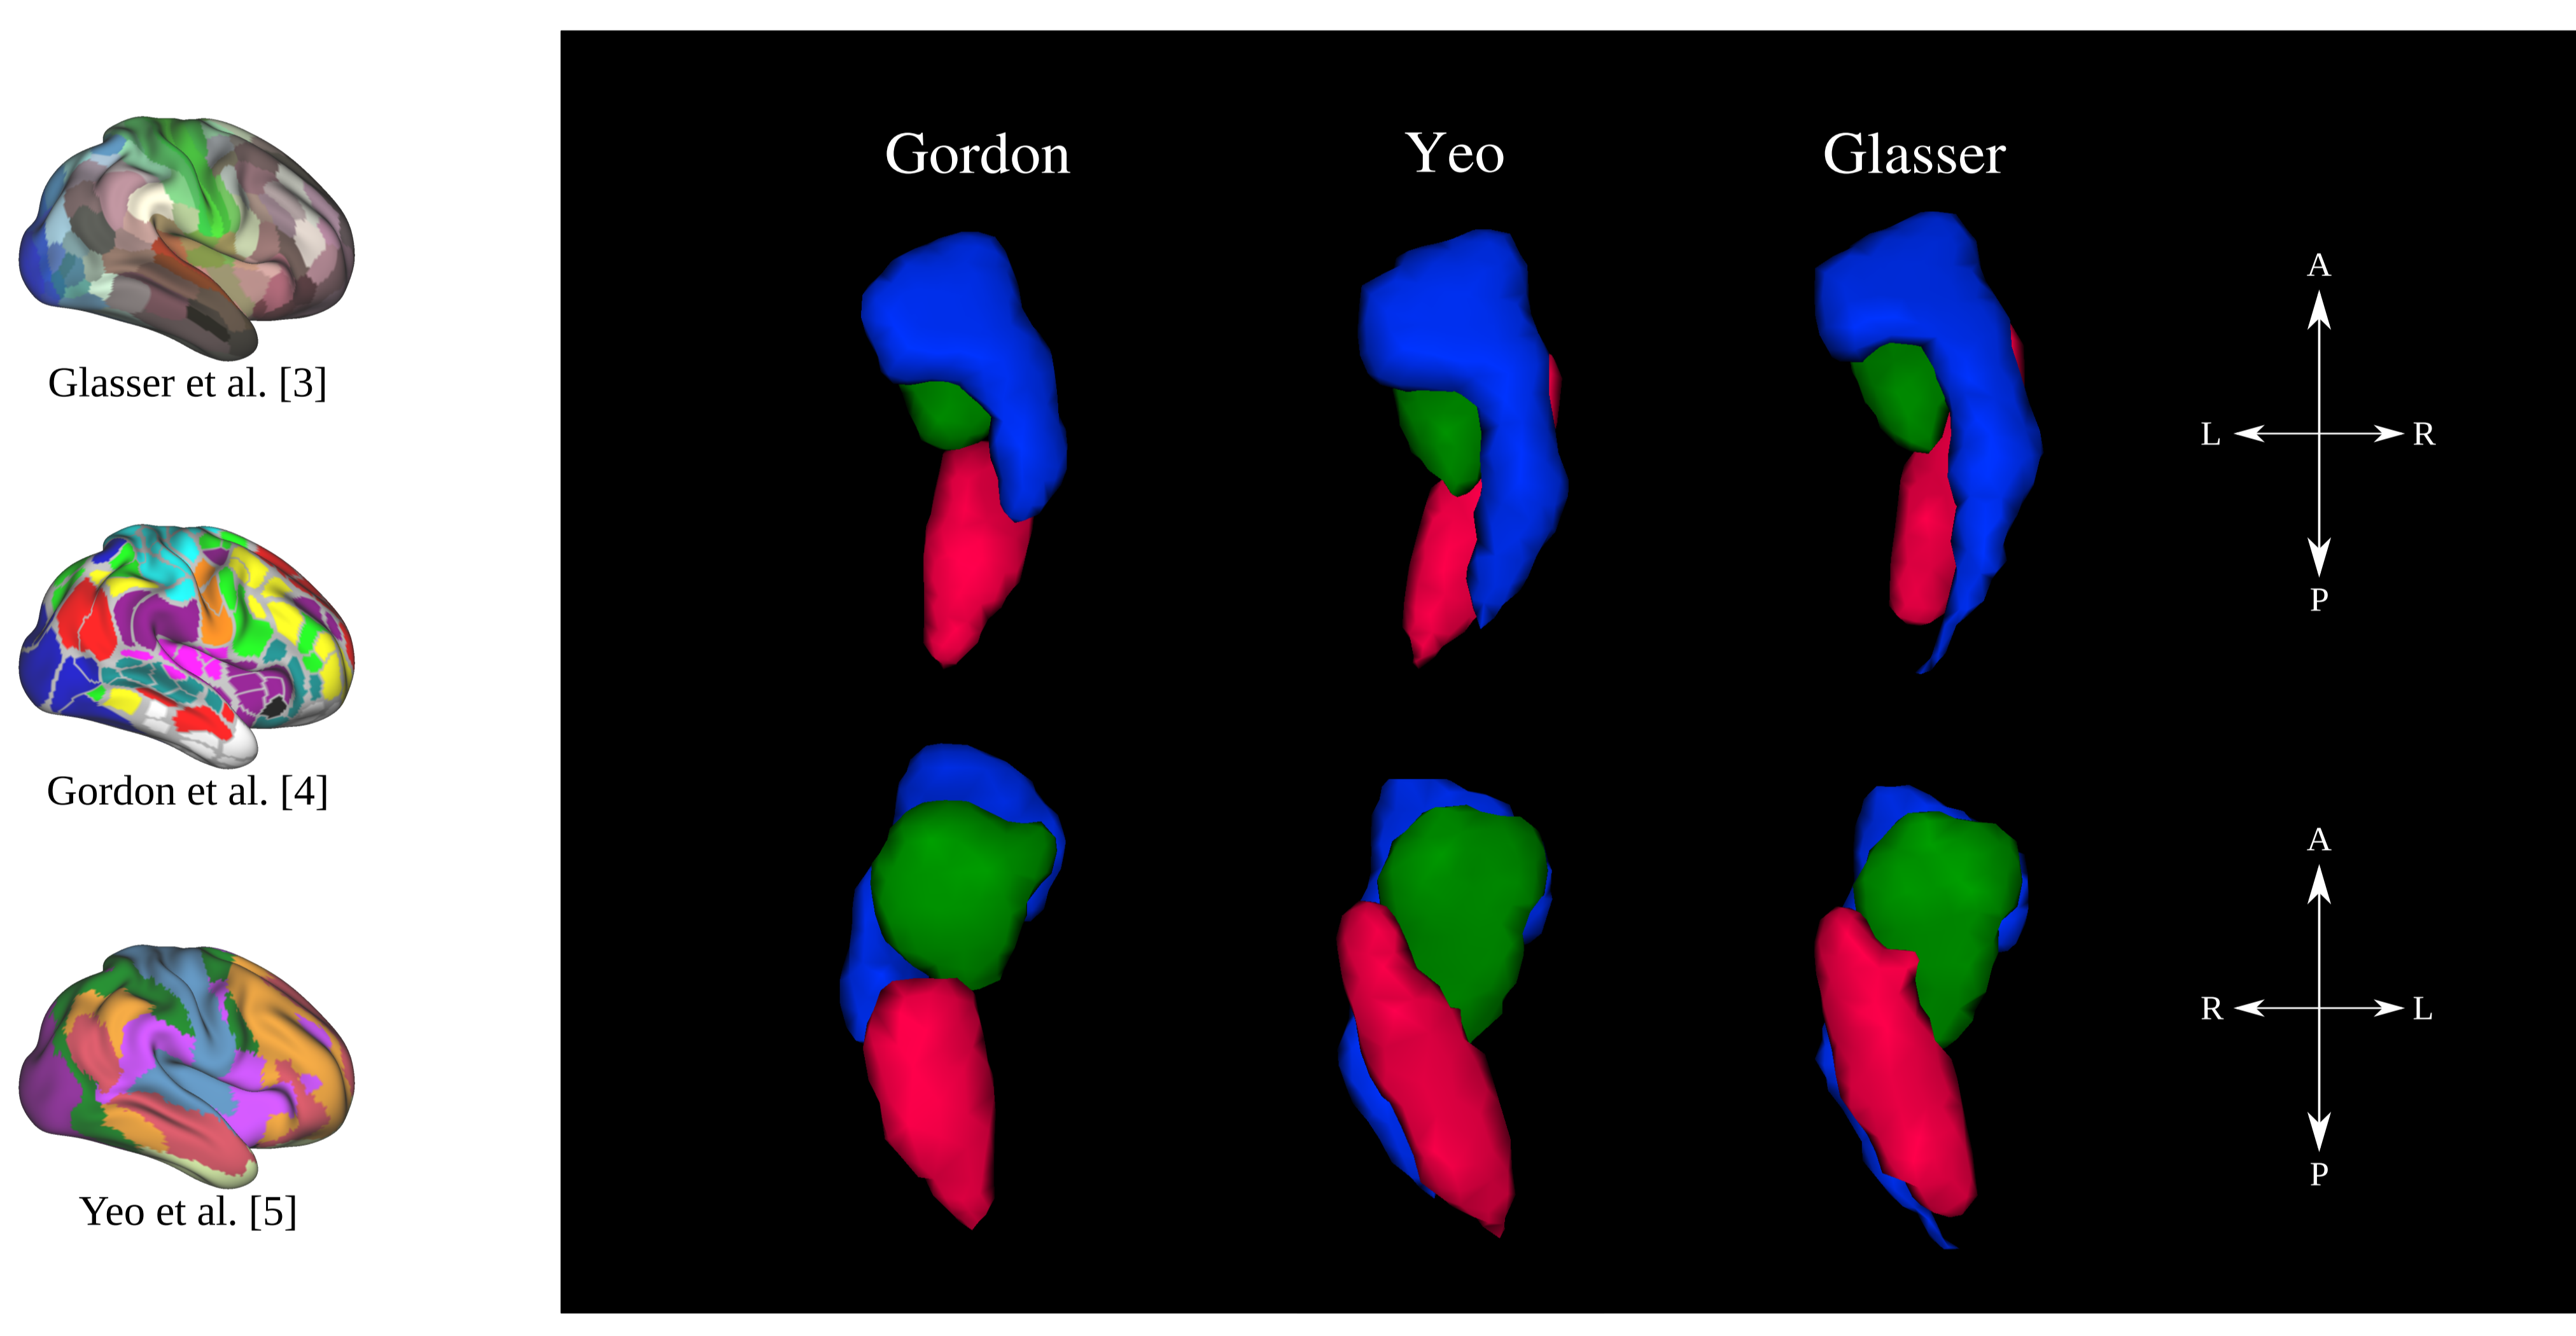 Glasser et al. [3]
Gordon et al. [4]
Yeo et al. [5]
Gordon Yeo Glasser
A
L R
P
A
R L
P